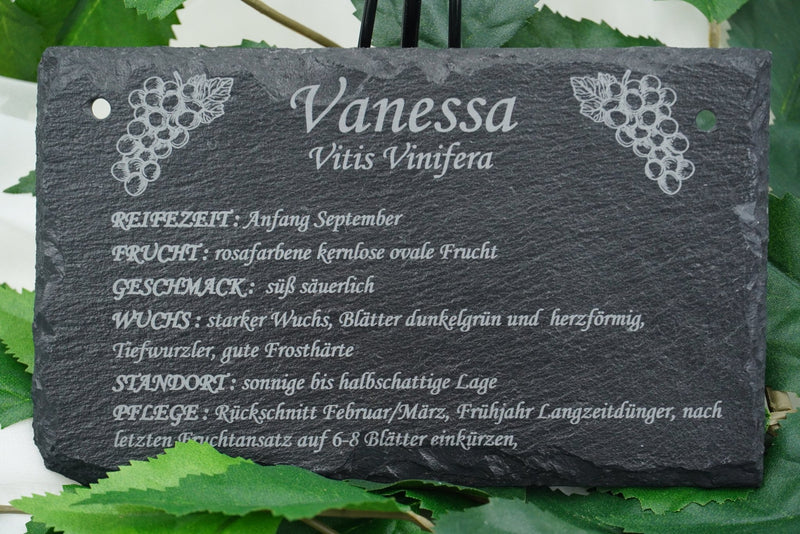 Vanessa
Vitis Vinifera
REIFEZEIT : Anfang September
FRUCHT : rosafarbene kernlose ovale Frucht
GESCHMACK : süß säuerlich
WUCHS : starker Wuchs, Blätter dunkelgrün und herzförmig,
Tiefwurzler, gute Frosthärte
STANDORT : sonnige bis halbschattige Lage
PFLEGE : Rückschnitt Februar/März, Frühjahr Langzeitdünger, nach
letzten Fruchtansatz auf 6-8 Blätter einkürzen,